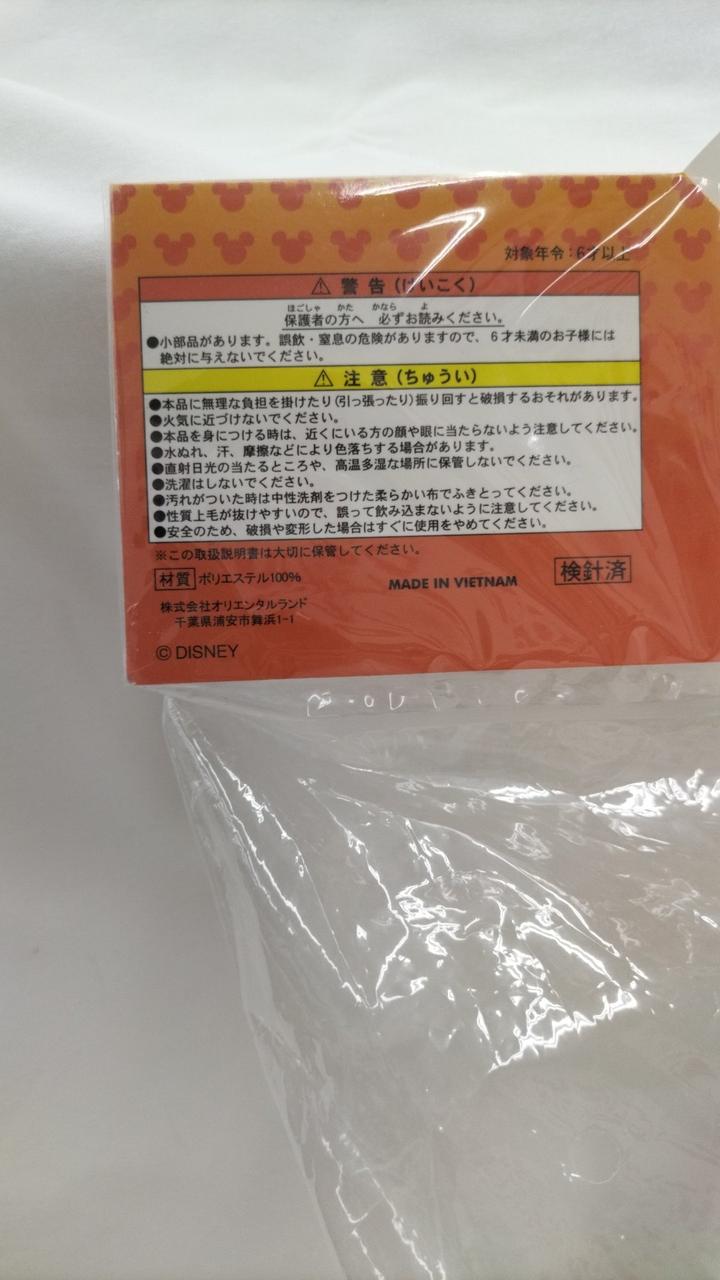 対象年令：6才以上
⚠ 警告（けいこく）
ほごしゃ かた かなら よ
保護者の方へ 必ずお読みください。
●小部品があります。誤飲・窒息の危険がありますので、6才未満のお子様には
絶対に与えないでください。
⚠ 注意（ちゅうい）
●本品に無理な負担を掛けたり（引っ張ったり）振り回すと破損するおそれがあります。
●火気に近づけないでください。
●本品を身につける時は、近くにいる方の顔や眼に当たらないよう注意してください。
●水ぬれ、汗、摩擦などにより色落ちする場合があります。
●直射日光の当たるところや、高温多湿な場所に保管しないでください。
●洗濯はしないでください。
●汚れがついた時は中性洗剤をつけた柔らかい布でふきとってください。
●性質上毛が抜けやすいので、誤って飲み込まないように注意してください。
●安全のため、破損や変形した場合はすぐに使用をやめてください。
※この取扱説明書は大切に保管してください。
材質 ポリエステル100%
MADE IN VIETNAM
検針済
株式会社オリエンタルランド
千葉県浦安市舞浜1-1
© DISNEY